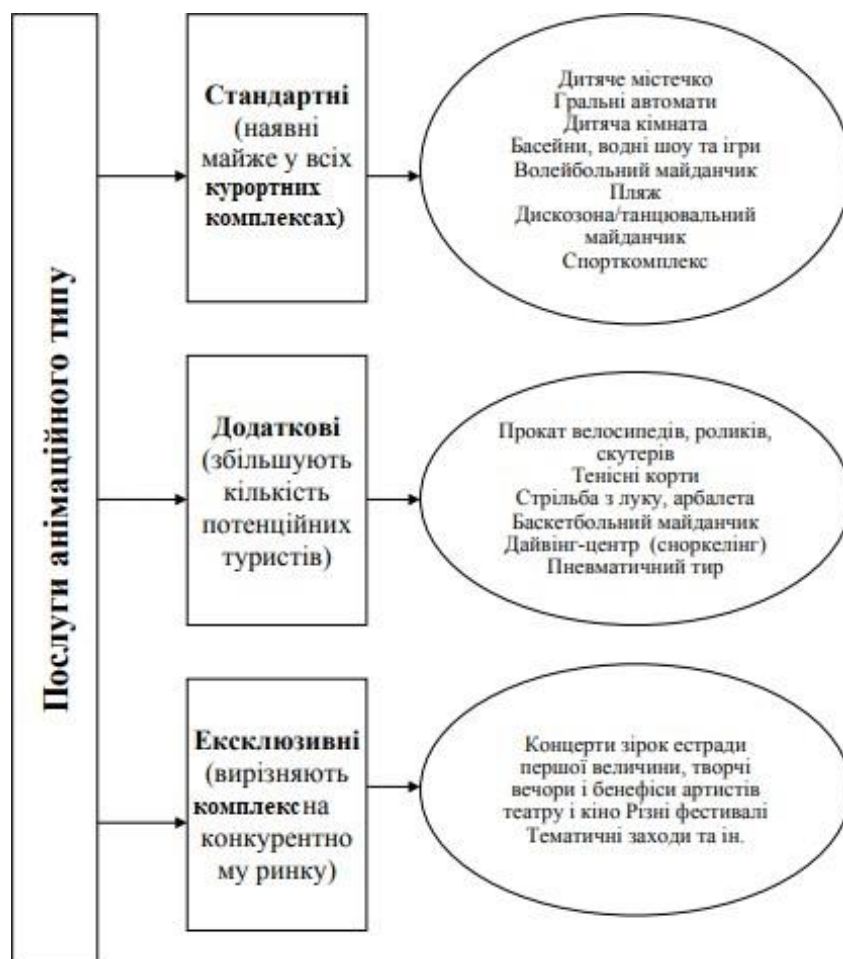 Послуги анімаційного типу
Стандартні
(наявні
майже у всіх
курортних
комплексах)
Дитяче містечко
Гральні автомати
Дитяча кімната
Басейни, водні шоу та ігри
Волейбольний майданчик
Пляж
Дискозона/танцювальний
майданчик
Спорткомплекс
Додаткові
(збільшують
кількість
потенційних
туристів)
Прокат велосипедів, роликів,
скутерів
Тенісні корти
Стрільба з луку, арбалета
Баскетбольний майданчик
Дайвінг-центр (сноркелінг)
Пневматичний тир
Ексклюзивні
(вирізняють
комплекс на
конкурентно
му ринку)
Концерти зірок естради
першої величини, творчі
вечори і бенефіси артистів
театру і кіно Різні фестивалі
Тематичні заходи та ін.